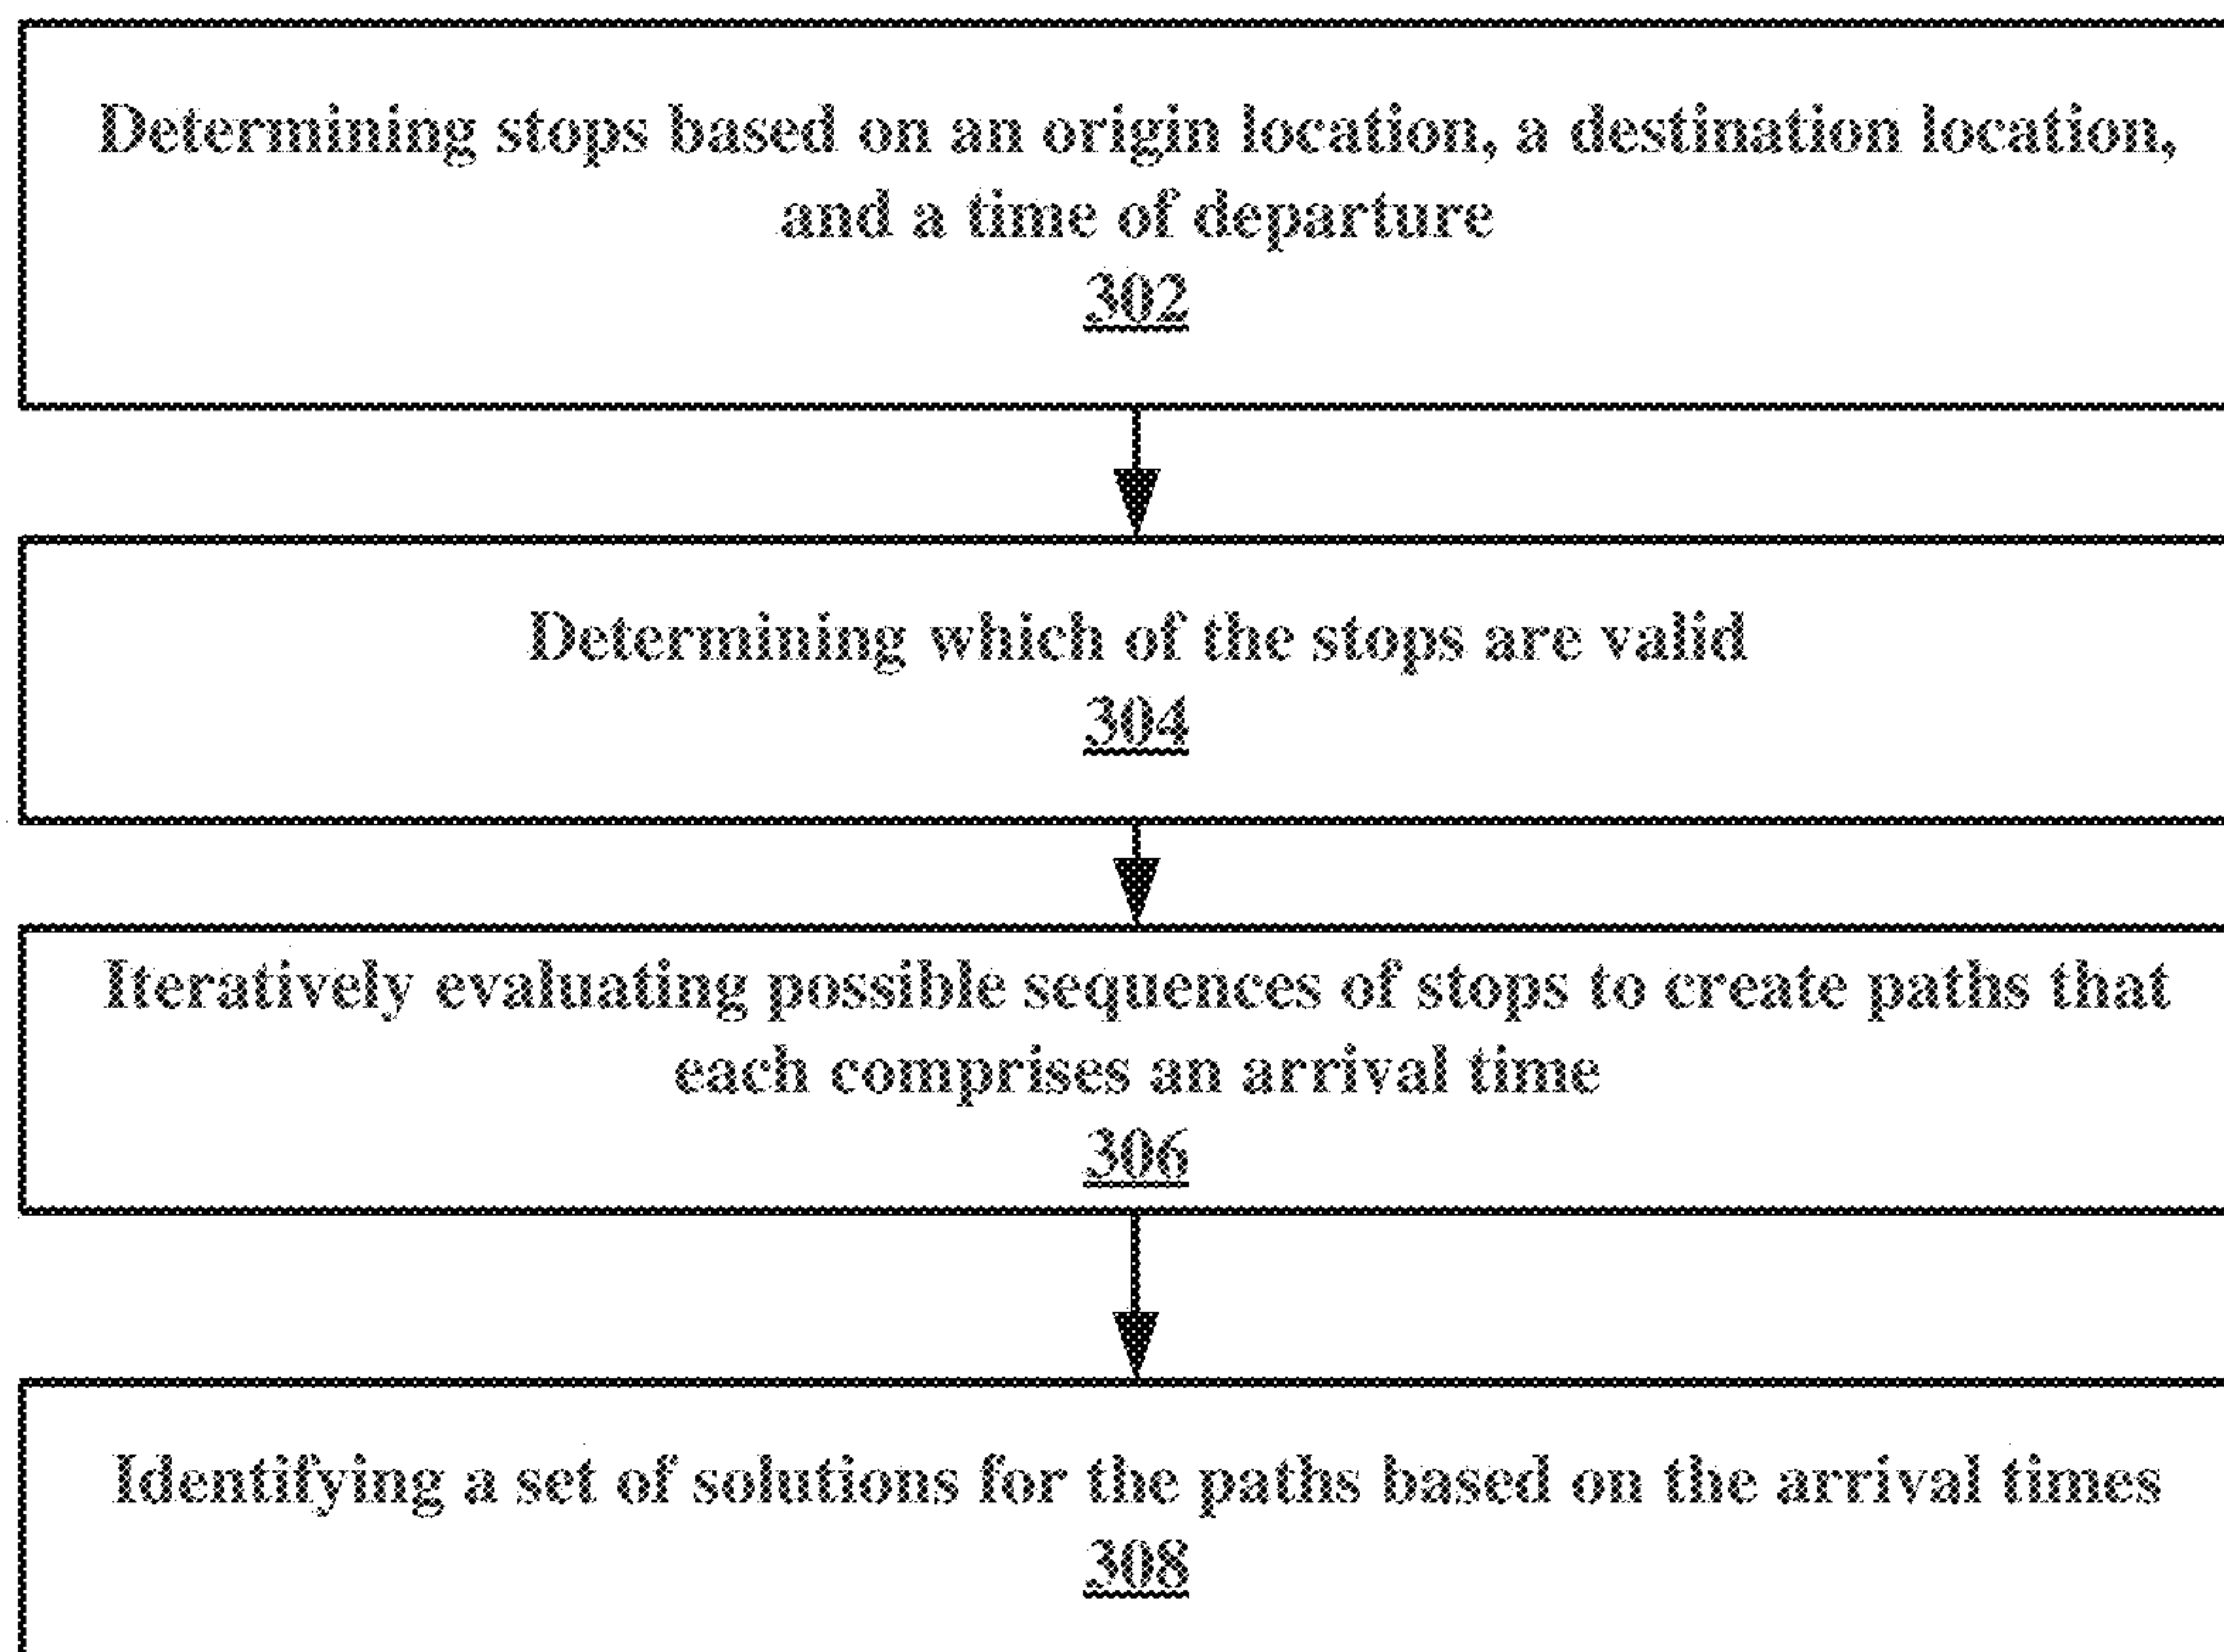 Determining stops based on an origin location, a destination location,
and a time of departure
302
Determining which of the stops are valid
304
Iteratively evaluating possible sequences of stops to create paths that
each comprises an arrival time
306
Identifying a set of solutions for the paths based on the arrival times
308